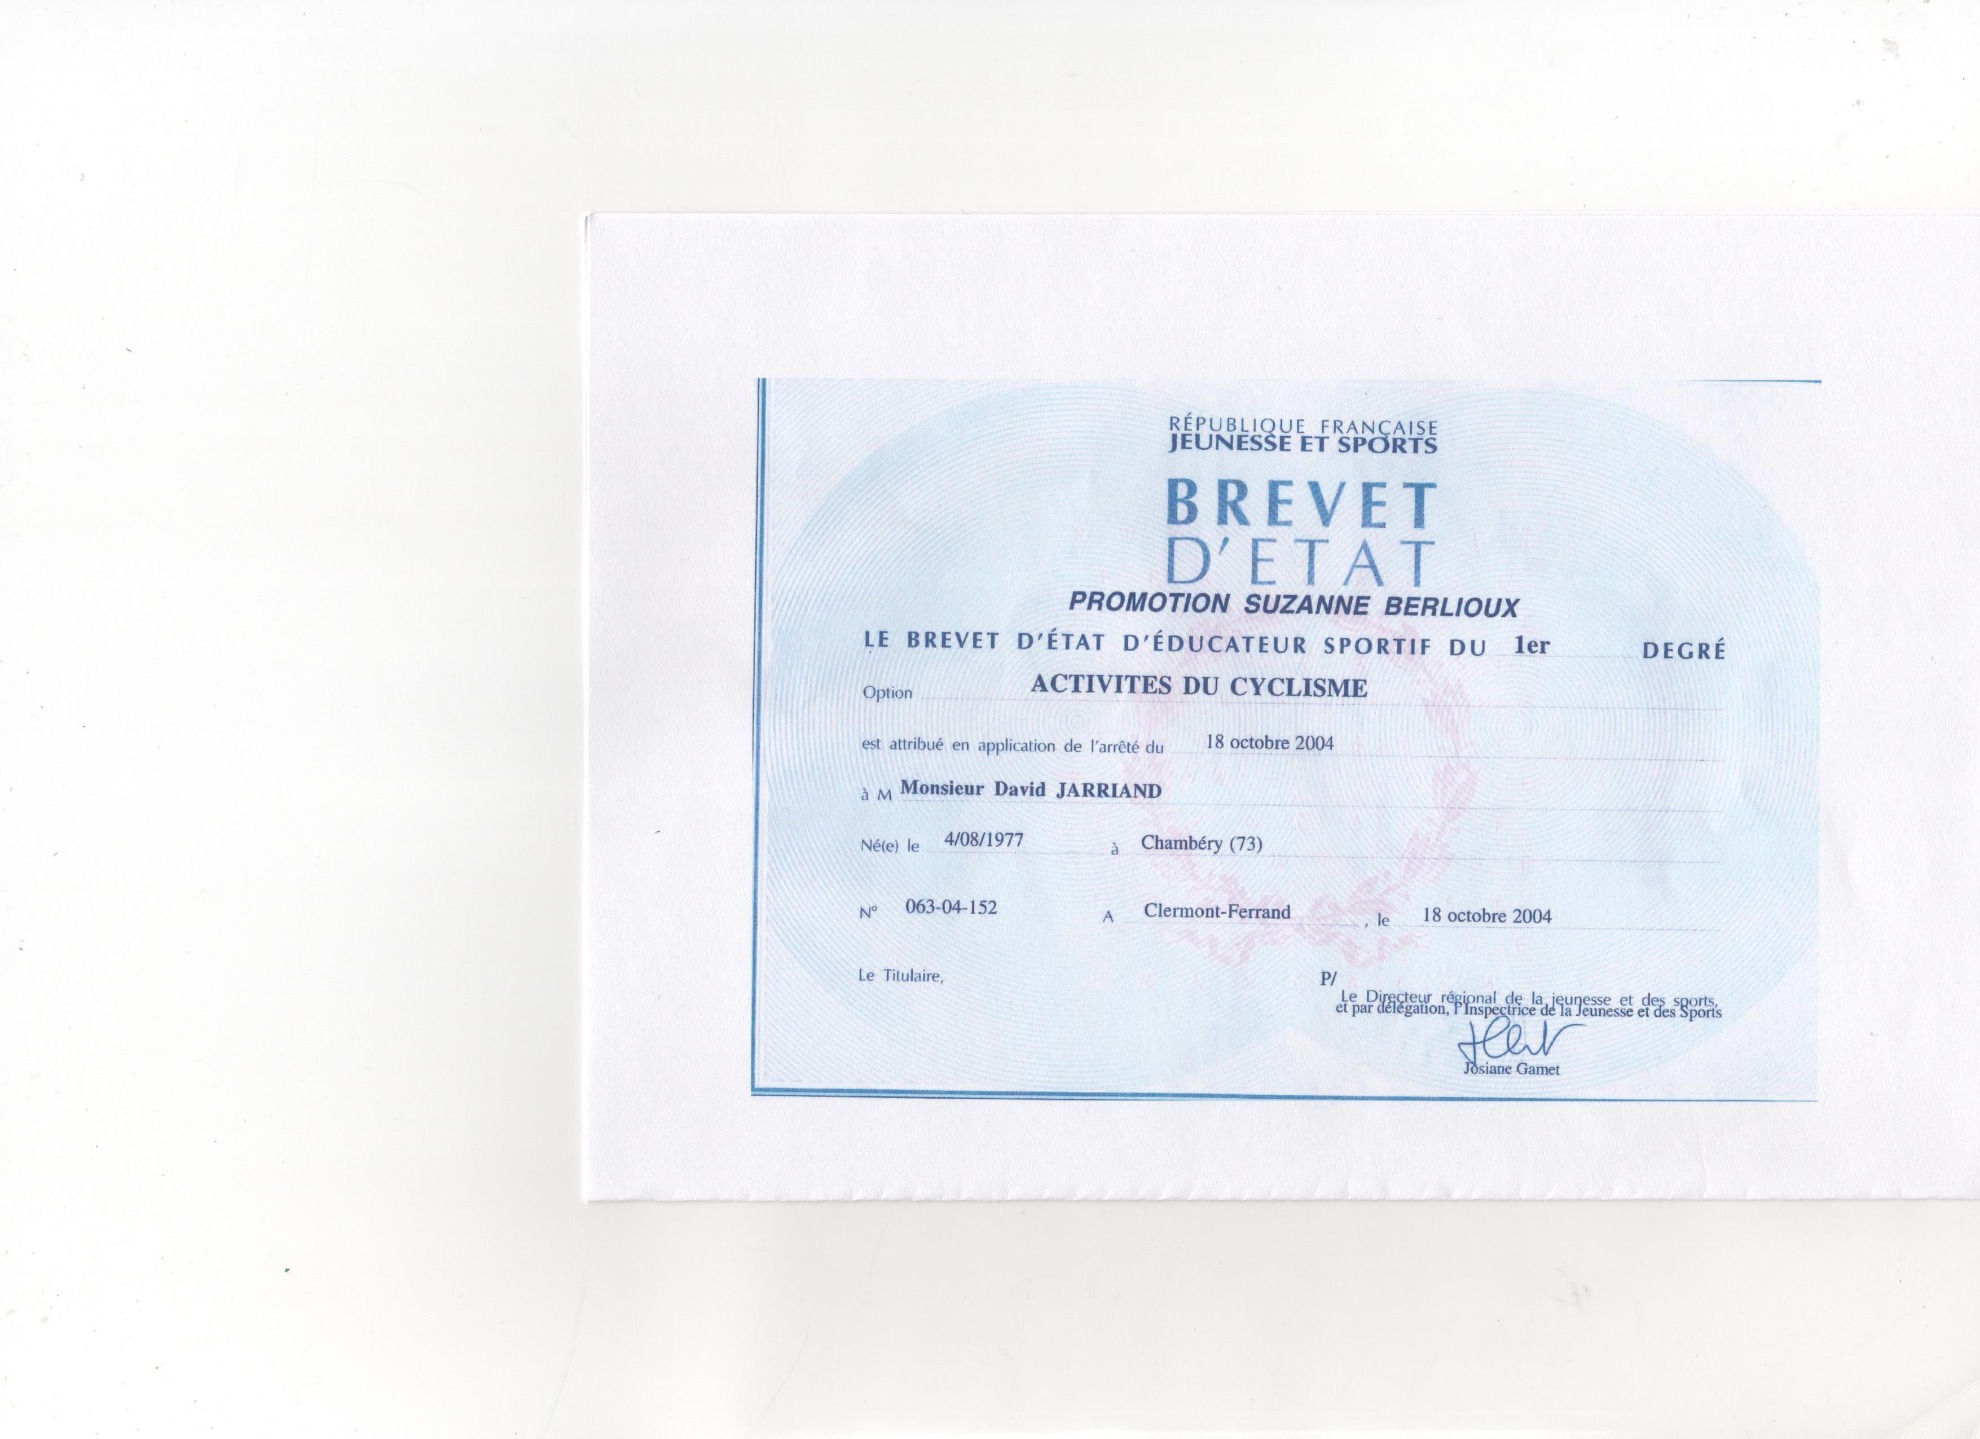 RÉPUBLIQUE FRANÇAISE
JEUNESSE ET SPORTS
BREVET
D'ETAT
PROMOTION SUZANNE BERLIOUX
LE BREVET D'ÉTAT D'ÉDUCATEUR SPORTIF DU 1er DEGRÉ
Option ACTIVITES DU CYCLISME
est attribué en application de l'arrêté du 18 octobre 2004
à M Monsieur David JARRIAND
Né(e) le 4/08/1977 à Chambéry (73)
N° 063-04-152 A Clermont-Ferrand , le 18 octobre 2004
Le Titulaire, P/
Le Directeur régional de la jeunesse et des sports,
et par délégation, l'Inspectrice de la Jeunesse et des Sports
Josiane Gamet